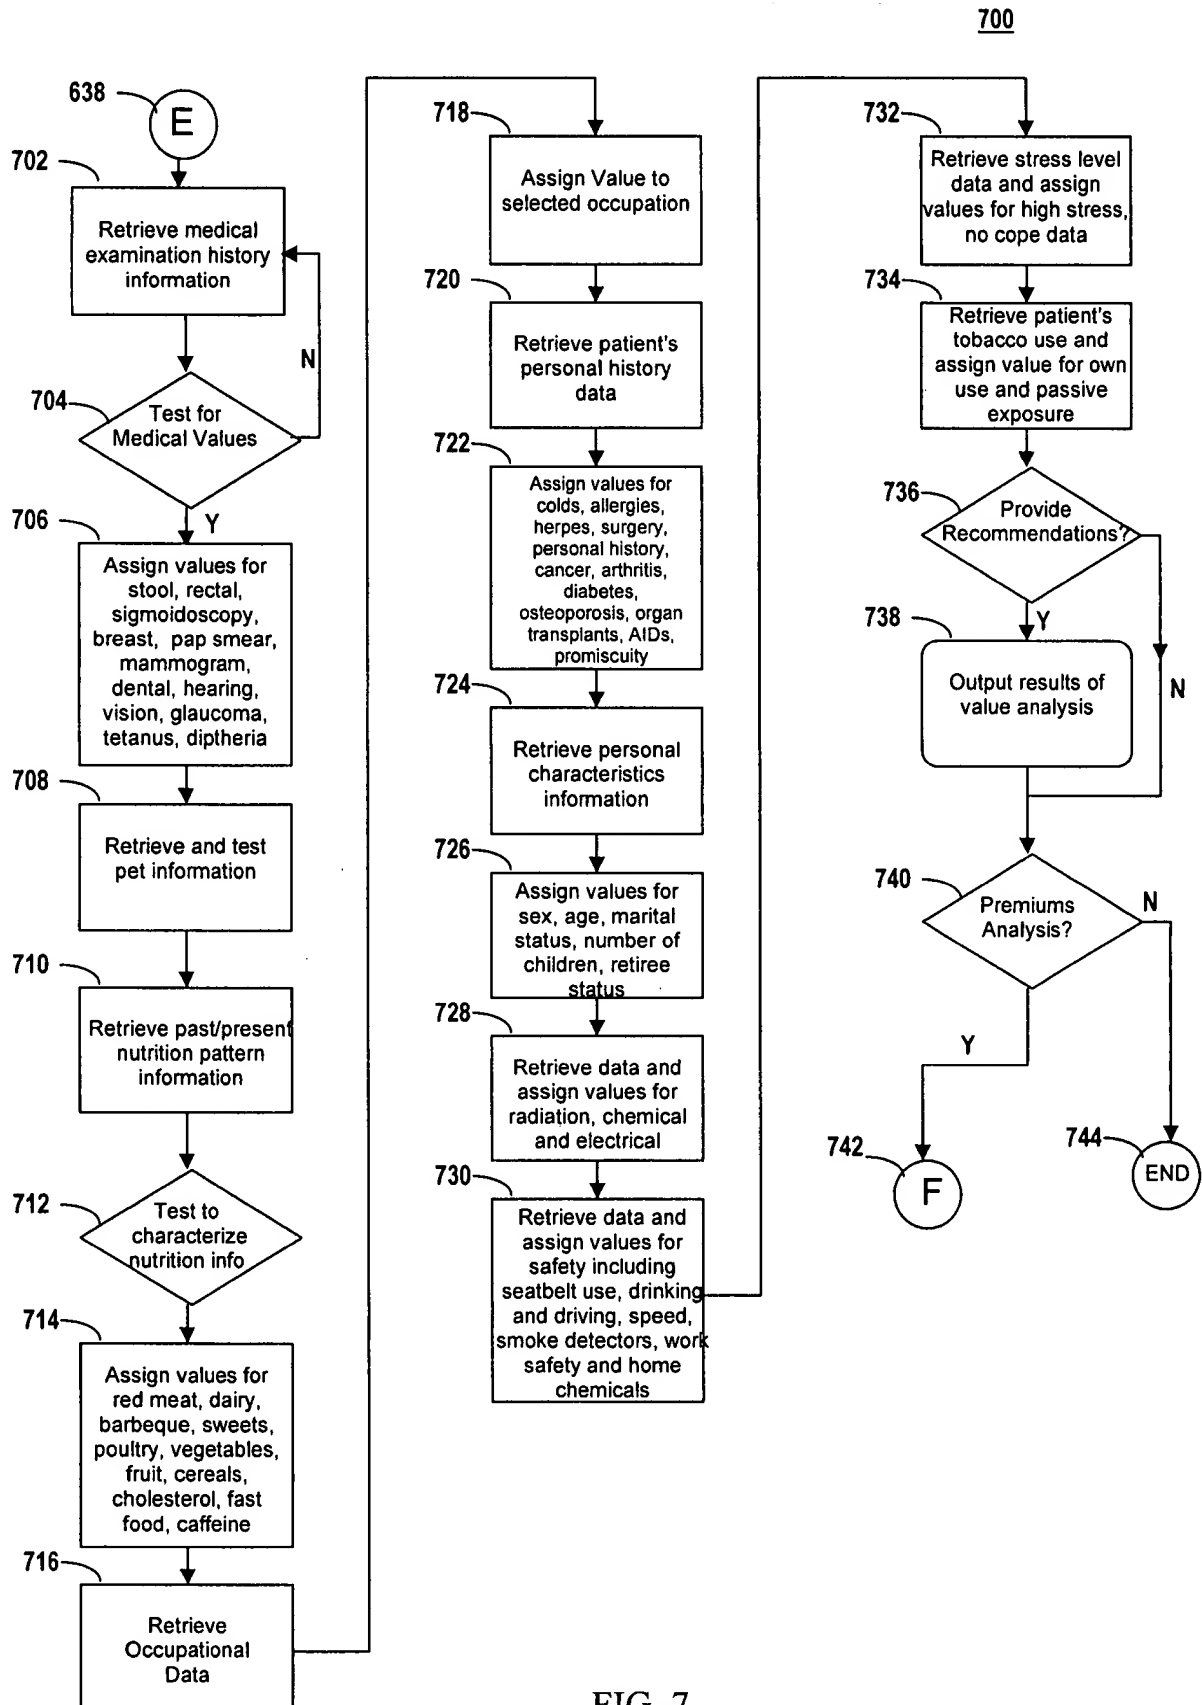 700
638
E
702
Retrieve medical
examination history
information
N
704
Test for
Medical Values
Y
706
Assign values for
stool, rectal,
sigmoidoscopy,
breast, pap smear,
mammogram,
dental, hearing,
vision, glaucoma,
tetanus, diptheria
708
Retrieve and test
pet information
710
Retrieve past/present
nutrition pattern
information
712
Test to
characterize
nutrition info
714
Assign values for
red meat, dairy,
barbeque, sweets,
poultry, vegetables,
fruit, cereals,
cholesterol, fast
food, caffeine
716
Retrieve
Occupational
Data
718
Assign Value to
selected occupation
720
Retrieve patient's
personal history
data
722
Assign values for
colds, allergies,
herpes, surgery,
personal history,
cancer, arthritis,
diabetes,
osteoporosis, organ
transplants, AIDs,
promiscuity
724
Retrieve personal
characteristics
information
726
Assign values for
sex, age, marital
status, number of
children, retiree
status
728
Retrieve data and
assign values for
radiation, chemical
and electrical
730
Retrieve data and
assign values for
safety including
seatbelt use, drinking
and driving, speed,
smoke detectors, work
safety and home
chemicals
732
Retrieve stress level
data and assign
values for high stress,
no cope data
734
Retrieve patient's
tobacco use and
assign value for own
use and passive
exposure
736
Provide
Recommendations?
Y
N
738
Output results of
value analysis
740
Premiums
Analysis?
N
Y
742
F
744
END
FIG. 7